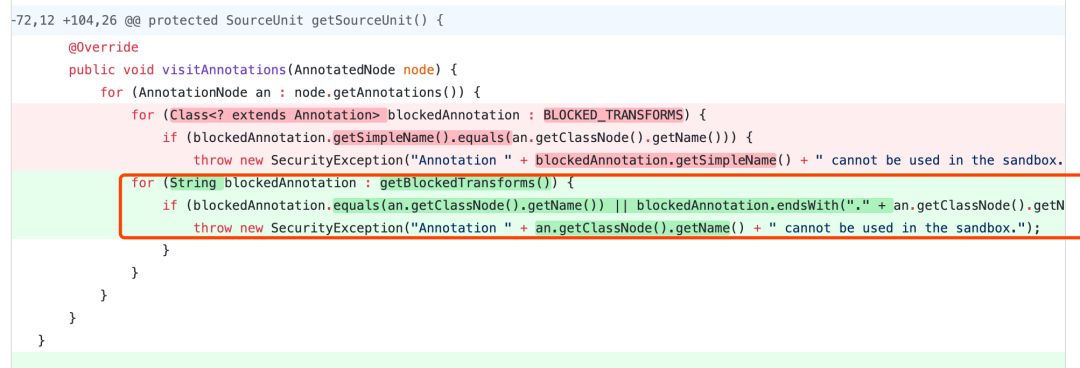 -72,12 +104,26 @@ protected SourceUnit getSourceUnit() {
@Override
public void visitAnnotations(AnnotatedNode node) {
for (AnnotationNode an : node.getAnnotations()) {
for (Class<? extends Annotation> blockedAnnotation : BLOCKED_TRANSFORMS) {
if (blockedAnnotation.getSimpleName().equals(an.getClassNode().getName())) {
throw new SecurityException("Annotation " + blockedAnnotation.getSimpleName() + " cannot be used in the sandbox.
for (String blockedAnnotation : getBlockedTransforms()) {
if (blockedAnnotation.equals(an.getClassNode().getName()) || blockedAnnotation.endsWith("." + an.getClassNode().getN
throw new SecurityException("Annotation " + an.getClassNode().getName() + " cannot be used in the sandbox.");
}
}
}
}
}